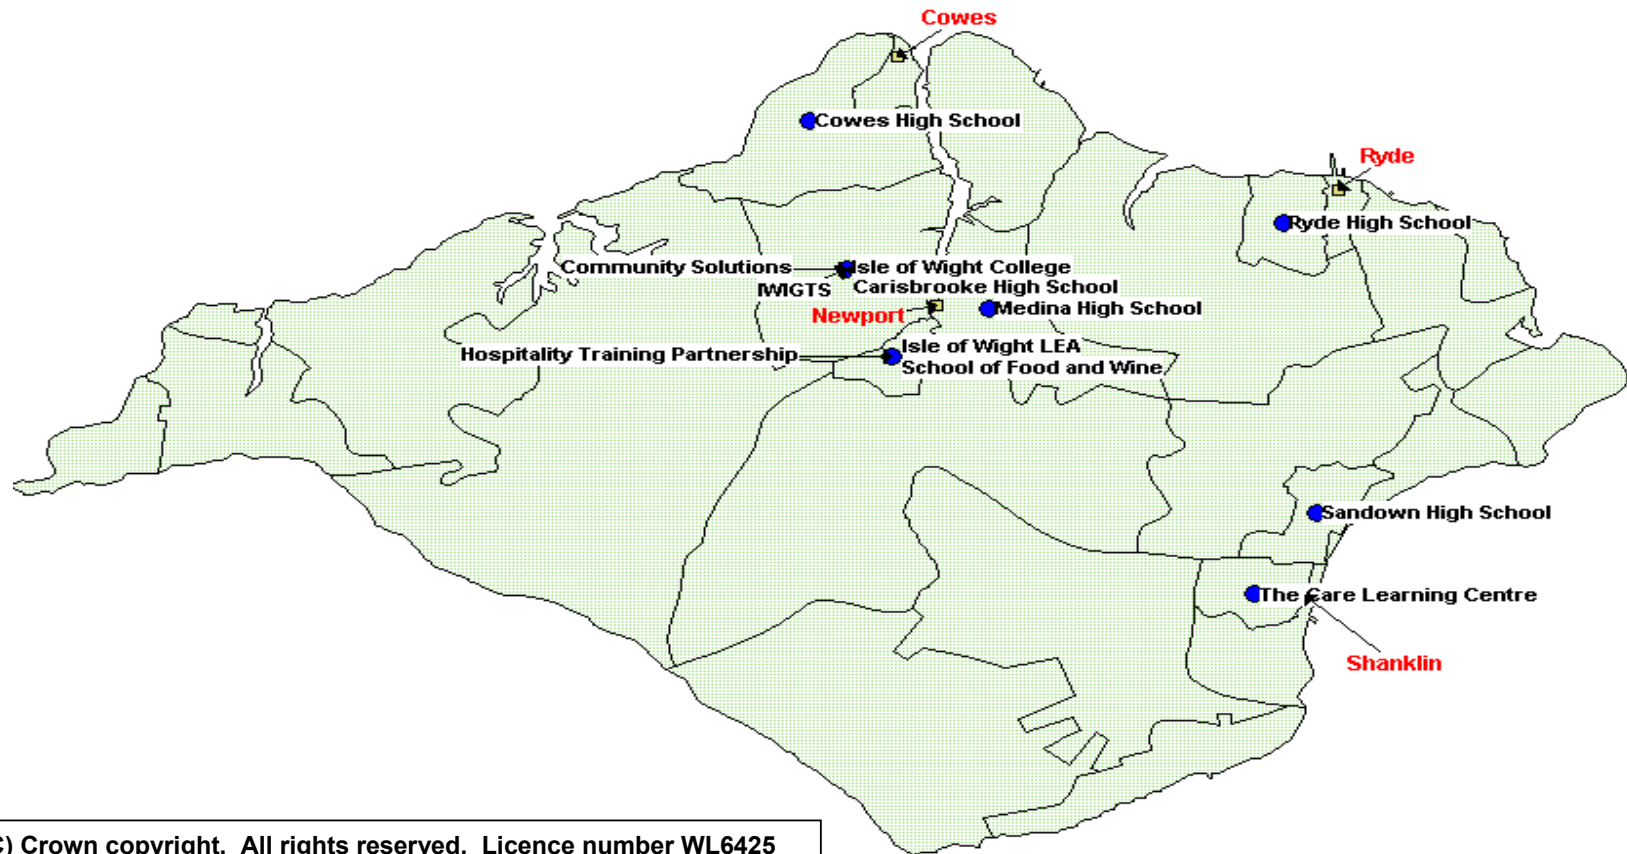 Cowes
Cowes High School
Ryde
Ryde High School
Community Solutions
Isle of Wight College
IWIGTS
Carisbrooke High School
Newport
Medina High School
Hospitality Training Partnership
Isle of Wight LEA
School of Food and Wine
Sandown High School
The Care Learning Centre
Shanklin
C) Crown copyright. All rights reserved. Licence number WL6425